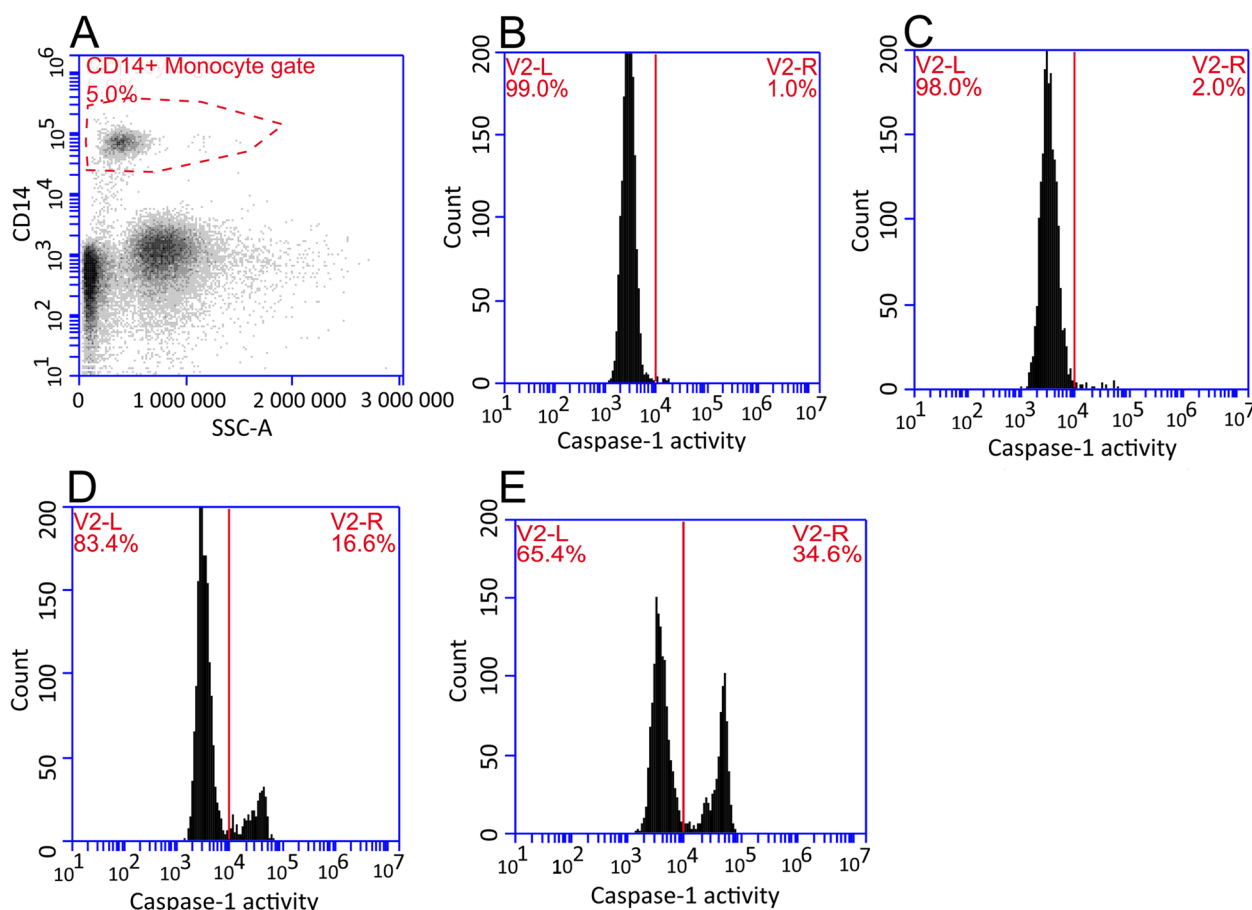 A
CD14+ Monocyte gate
5.0%
10^6
10^5
10^4
10^3
10^2
10^1
CD14
0 1 000 000 2 000 000 3 000 000
SSC-A
B
V2-L V2-R
99.0% 1.0%
200
150
100
50
0
Count
10^1 10^2 10^3 10^4 10^5 10^6 10^7
Caspase-1 activity
C
V2-L V2-R
98.0% 2.0%
200
150
100
50
0
Count
10^1 10^2 10^3 10^4 10^5 10^6 10^7
Caspase-1 activity
D
V2-L V2-R
83.4% 16.6%
200
150
100
50
0
Count
10^1 10^2 10^3 10^4 10^5 10^6 10^7
Caspase-1 activity
E
V2-L V2-R
65.4% 34.6%
200
150
100
50
0
Count
10^1 10^2 10^3 10^4 10^5 10^6 10^7
Caspase-1 activity